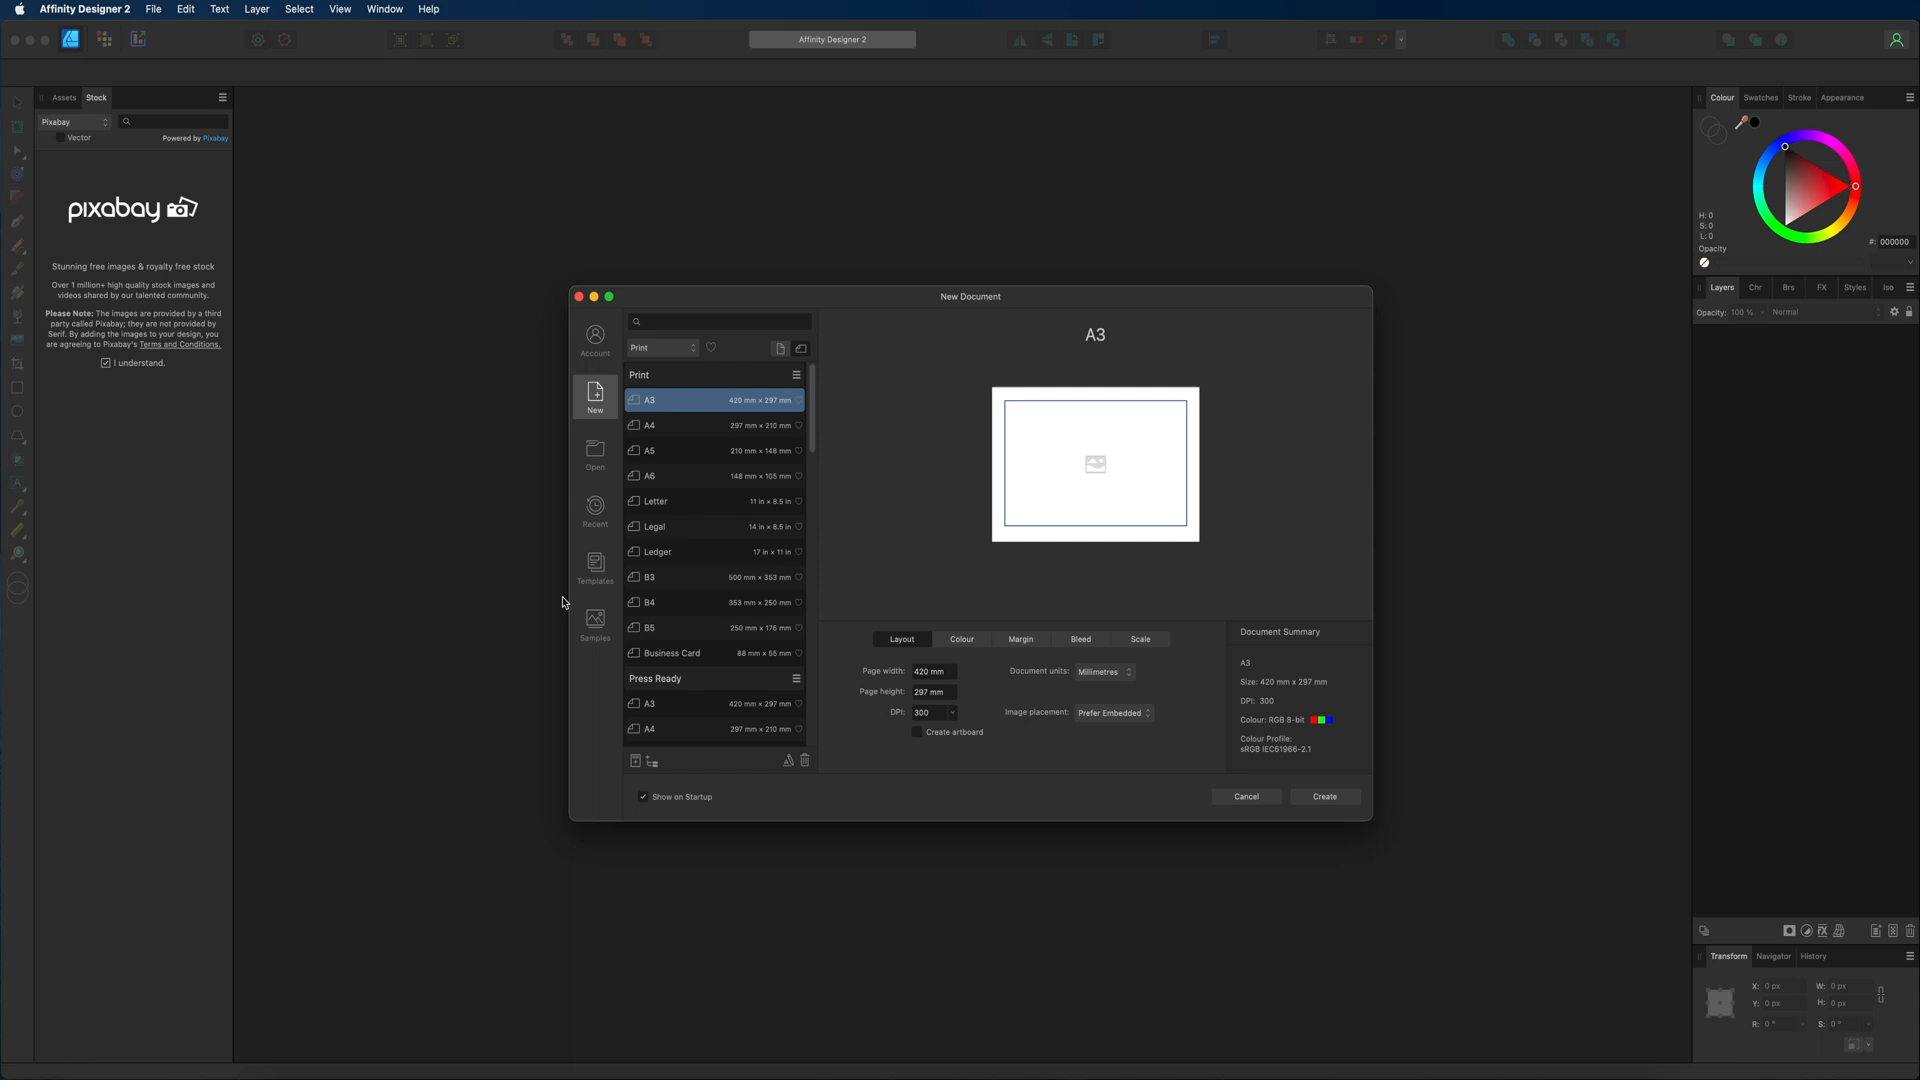 Affinity Designer 2 File Edit Text Layer Select View Window Help
Affinity Designer 2
Assets Stock
Pixabay
Vector Powered by Pixabay
pixabay
Stunning free images & royalty free stock
Over 1 million+ high quality stock images and
videos shared by our talented community.
Please Note: The images are provided by a third
party called Pixabay; they are not provided by
Serif. By adding the images to your design, you
are agreeing to Pixabay's Terms and Conditions.
I understand.
New Document
Account
New
Open
Recent
Templates
Samples
Print
Print
A3 420 mm × 297 mm
A4 297 mm × 210 mm
A5 210 mm × 148 mm
A6 148 mm × 105 mm
Letter 11 in × 8.5 in
Legal 14 in × 8.5 in
Ledger 17 in × 11 in
B3 500 mm × 353 mm
B4 353 mm × 250 mm
B5 250 mm × 176 mm
Business Card 88 mm × 55 mm
Press Ready
A3 420 mm × 297 mm
A4 297 mm × 210 mm
Show on Startup
A3
Layout Colour Margin Bleed Scale
Page width: 420 mm Document units: Millimetres
Page height: 297 mm
DPI: 300 Image placement: Prefer Embedded
Create artboard
Document Summary
A3
Size: 420 mm x 297 mm
DPI: 300
Colour: RGB 8-bit
Colour Profile:
sRGB IEC61966-2.1
Cancel Create
Colour Swatches Stroke Appearance
H: 0
S: 0
L: 0
#: 000000
Opacity
Layers Chr Brs FX Styles Iso
Opacity: 100 % Normal
Transform Navigator History
X: 0 px W: 0 px
Y: 0 px H: 0 px
R: 0 ° S: 0 °